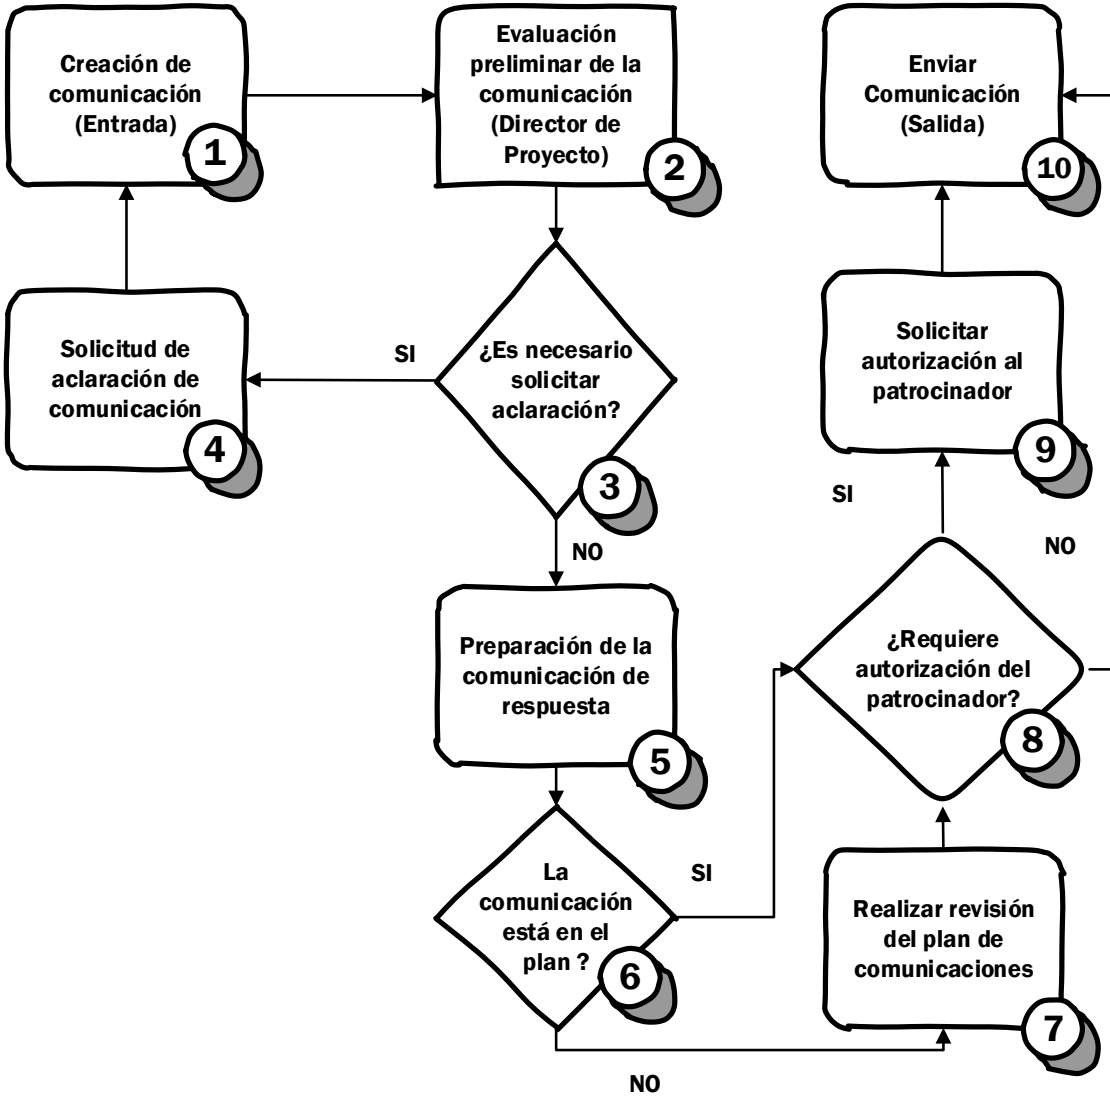 Creación de
comunicación
(Entrada)
1
Evaluación
preliminar de la
comunicación
(Director de
Proyecto)
2
¿Es necesario
solicitar
aclaración?
3
SI
Solicitud de
aclaración de
comunicación
4
NO
Preparación de la
comunicación de
respuesta
5
La
comunicación
está en el
plan ?
6
SI
NO
Realizar revisión
del plan de
comunicaciones
7
¿Requiere
autorización del
patrocinador?
8
SI
NO
Solicitar
autorización al
patrocinador
9
Enviar
Comunicación
(Salida)
10